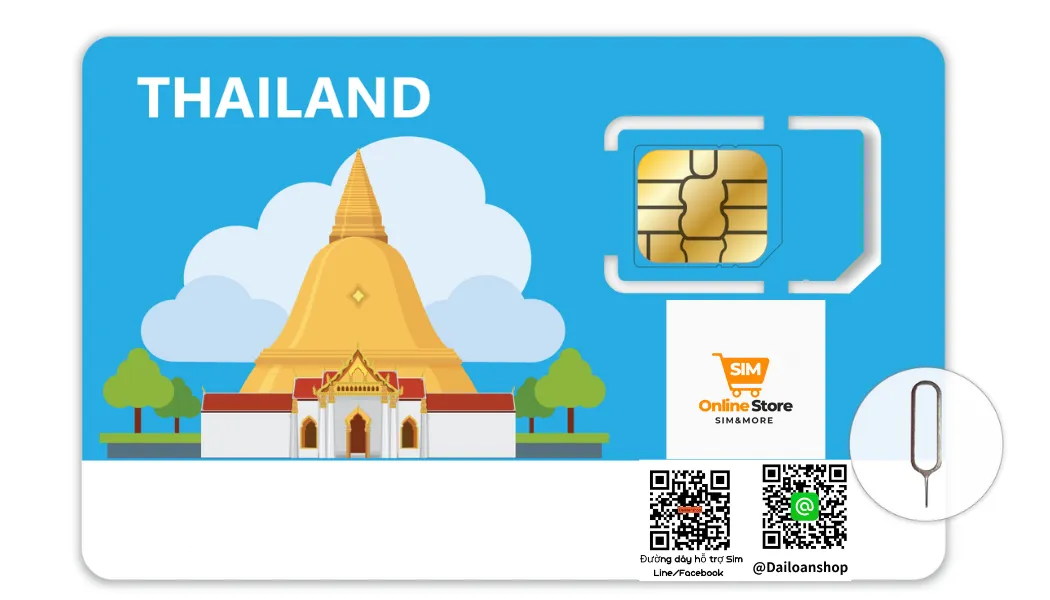 THAILAND
SIM
Online Store
SIM&MORE
Đường dây hỗ trợ Sim
Line/Facebook
@
@Dailoanshop